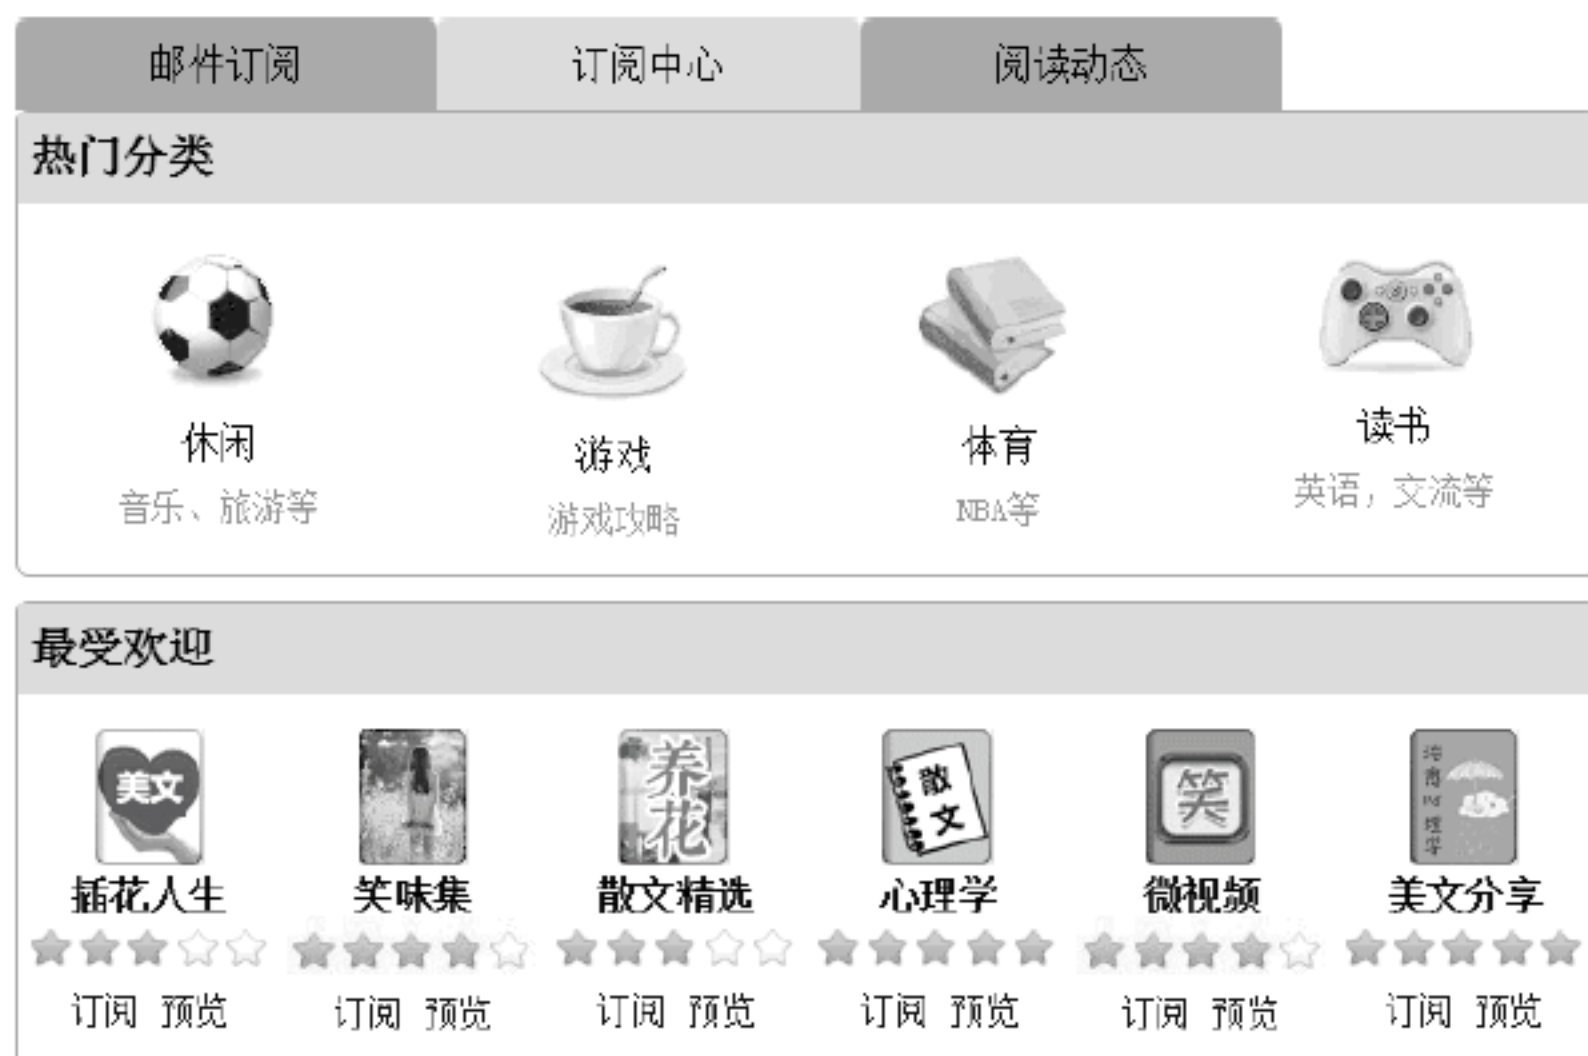 邮件订阅 订阅中心 阅读动态
热门分类
休闲 游戏 体育 读书
音乐、旅游等 游戏攻略 NBA等 英语，交流等
最受欢迎
美文 养花 散文 笑
插花人生 笑味集 散文精选 心理学 微视频 美文分享
订阅 预览 订阅 预览 订阅 预览 订阅 预览 订阅 预览 订阅 预览